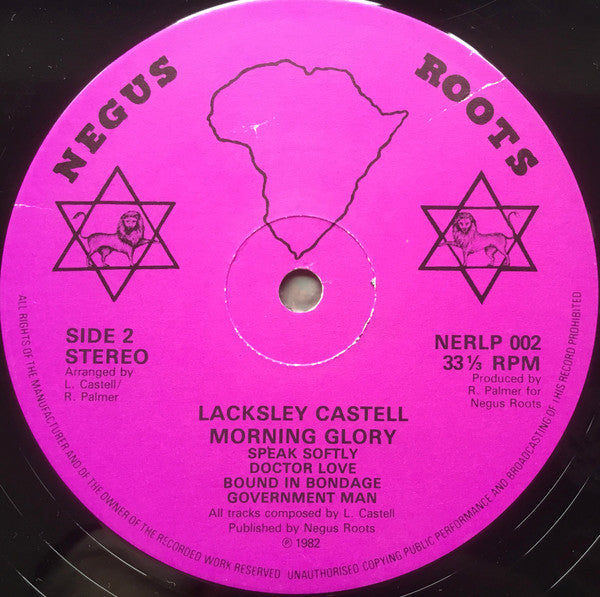 NEGUS ROOTS
SIDE 2
STEREO
Arranged by
L. Castell/
R. Palmer
NERLP 002
33⅓ RPM
Produced by
R. Palmer for
Negus Roots
LACKSLEY CASTELL
MORNING GLORY
SPEAK SOFTLY
DOCTOR LOVE
BOUND IN BONDAGE
GOVERNMENT MAN
All tracks composed by L. Castell
Published by Negus Roots
℗ 1982
ALL RIGHTS OF THE MANUFACTURER AND OF THE OWNER OF THE RECORDED WORK RESERVED UNAUTHORISED COPYING PUBLIC PERFORMANCE AND BROADCASTING OF THIS RECORD PROHIBITED